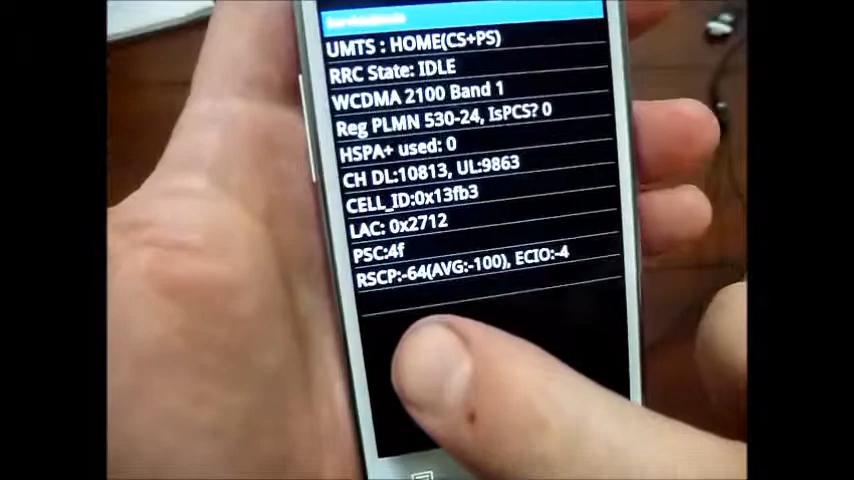 ServiceMode
UMTS : HOME(CS+PS)
RRC State: IDLE
WCDMA 2100 Band 1
Reg PLMN 530-24, IsPCS? 0
HSPA+ used: 0
CH DL:10813, UL:9863
CELL_ID:0x13fb3
LAC: 0x2712
PSC:4f
RSCP:-64(AVG:-100), ECIO:-4